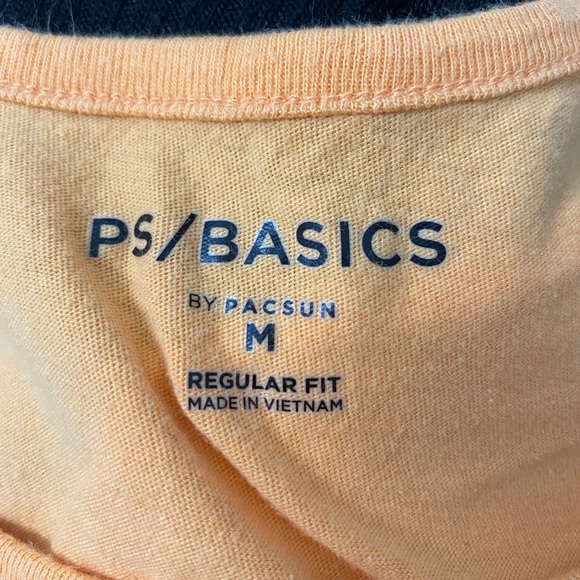 PS/BASICS
BY PACSUN
M
REGULAR FIT
MADE IN VIETNAM